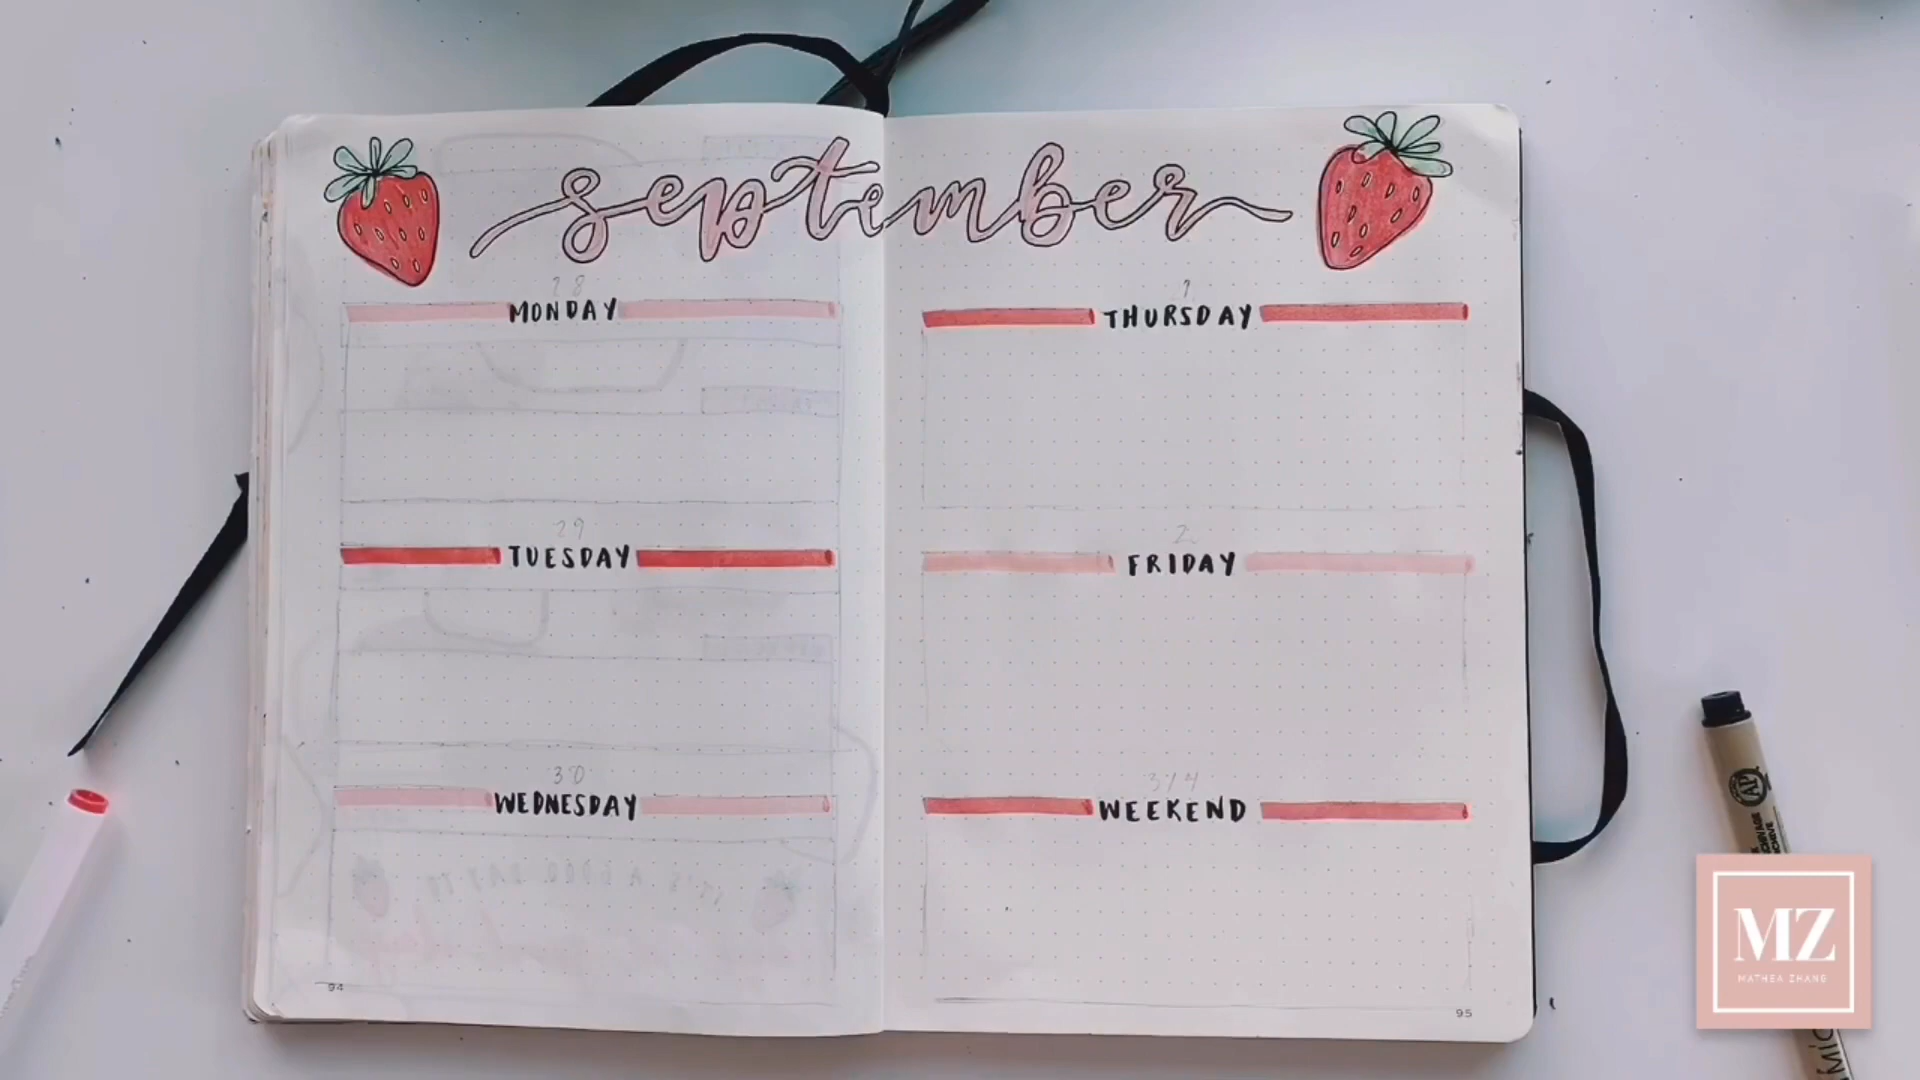 september
28
MONDAY
29
TUESDAY
30
WEDNESDAY
94
1
THURSDAY
2
FRIDAY
3/4
WEEKEND
95
AP
MZ
MATHEA ZHANG